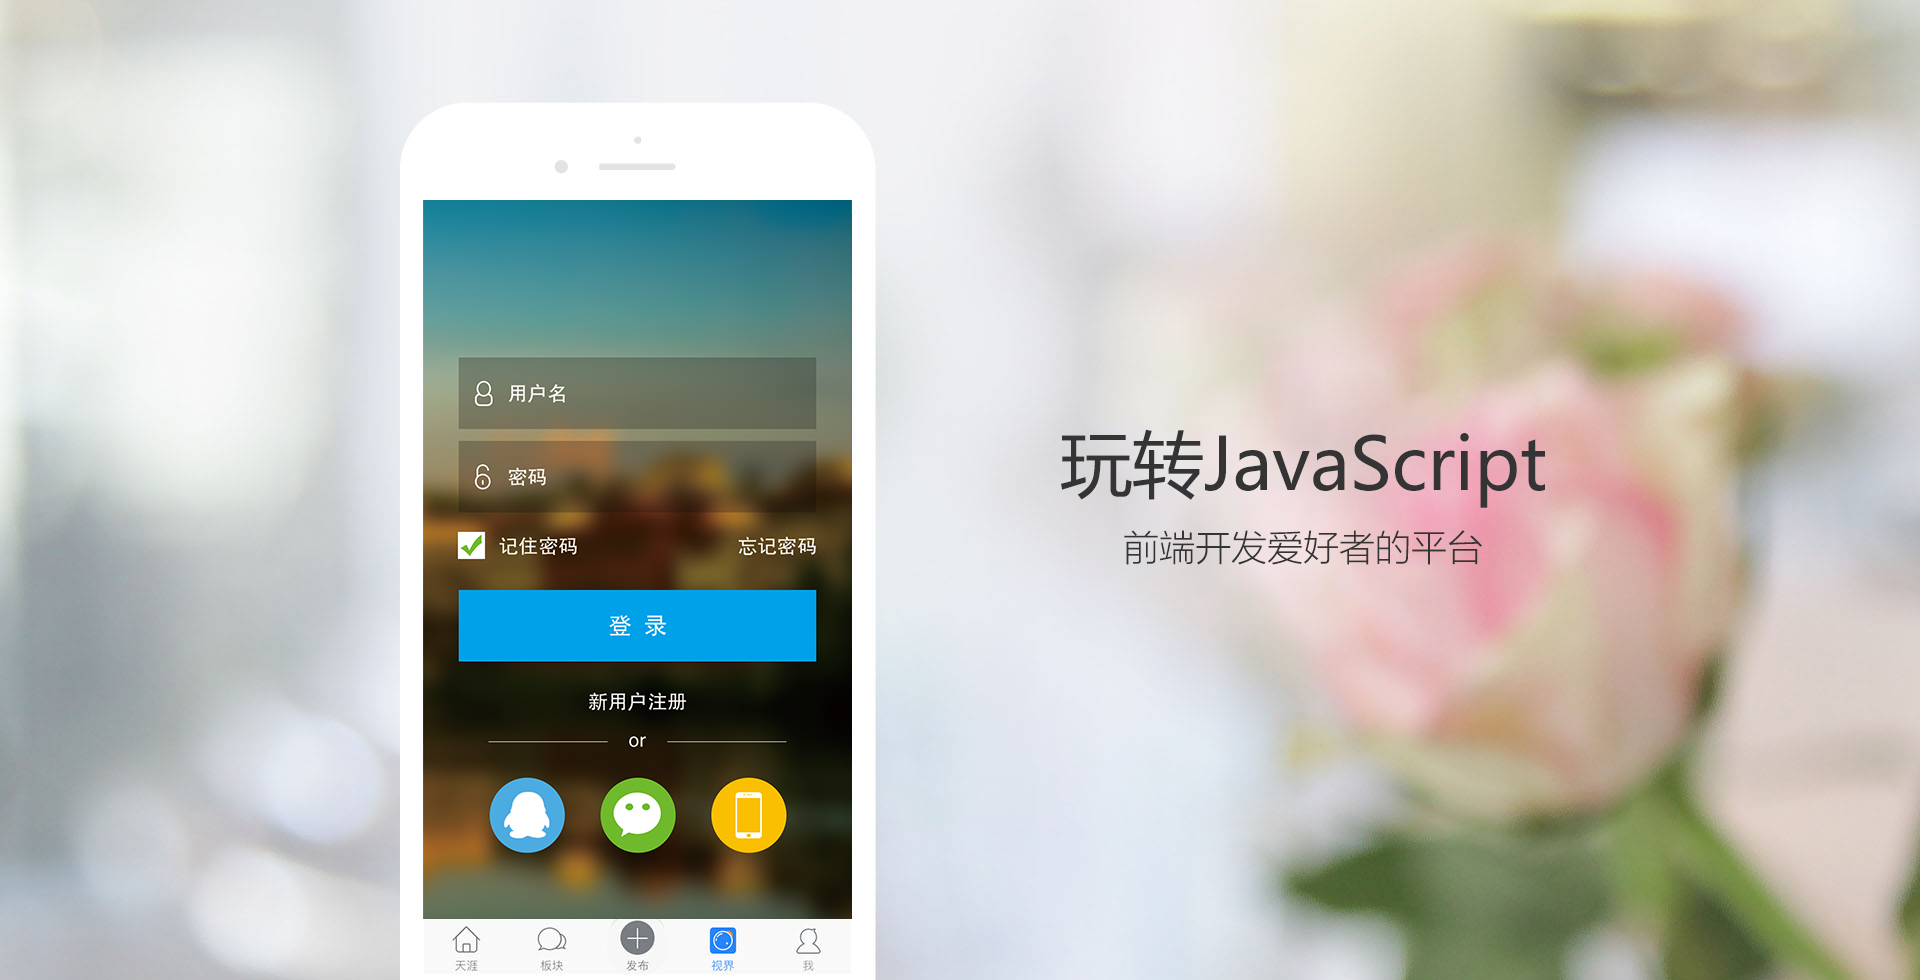 用户名
密码
记住密码 忘记密码
登 录
新用户注册
or
天涯 板块 发布 视界 我
玩转JavaScript
前端开发爱好者的平台